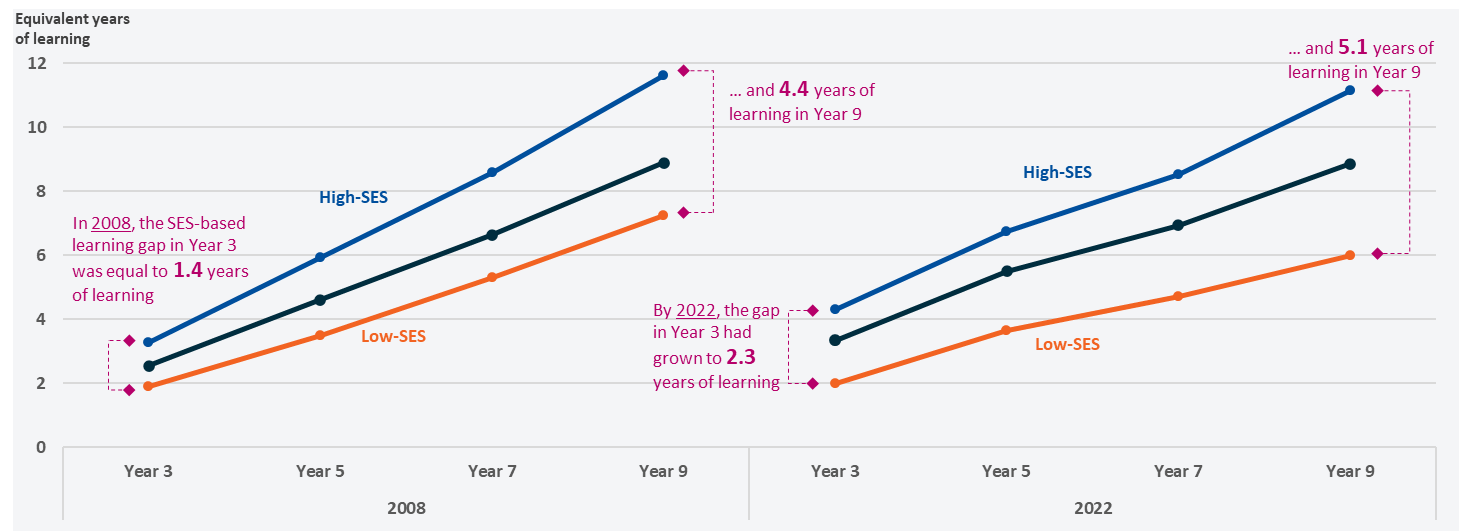 Equivalent years
of learning
12
10
8
6
4
2
0
High-SES
Low-SES
In 2008, the SES-based
learning gap in Year 3
was equal to 1.4 years
of learning
... and 4.4 years of
learning in Year 9
High-SES
Low-SES
By 2022, the gap
in Year 3 had
grown to 2.3
years of learning
... and 5.1 years of
learning in Year 9
Year 3
Year 5
Year 7
Year 9
Year 3
Year 5
Year 7
Year 9
2008
2022